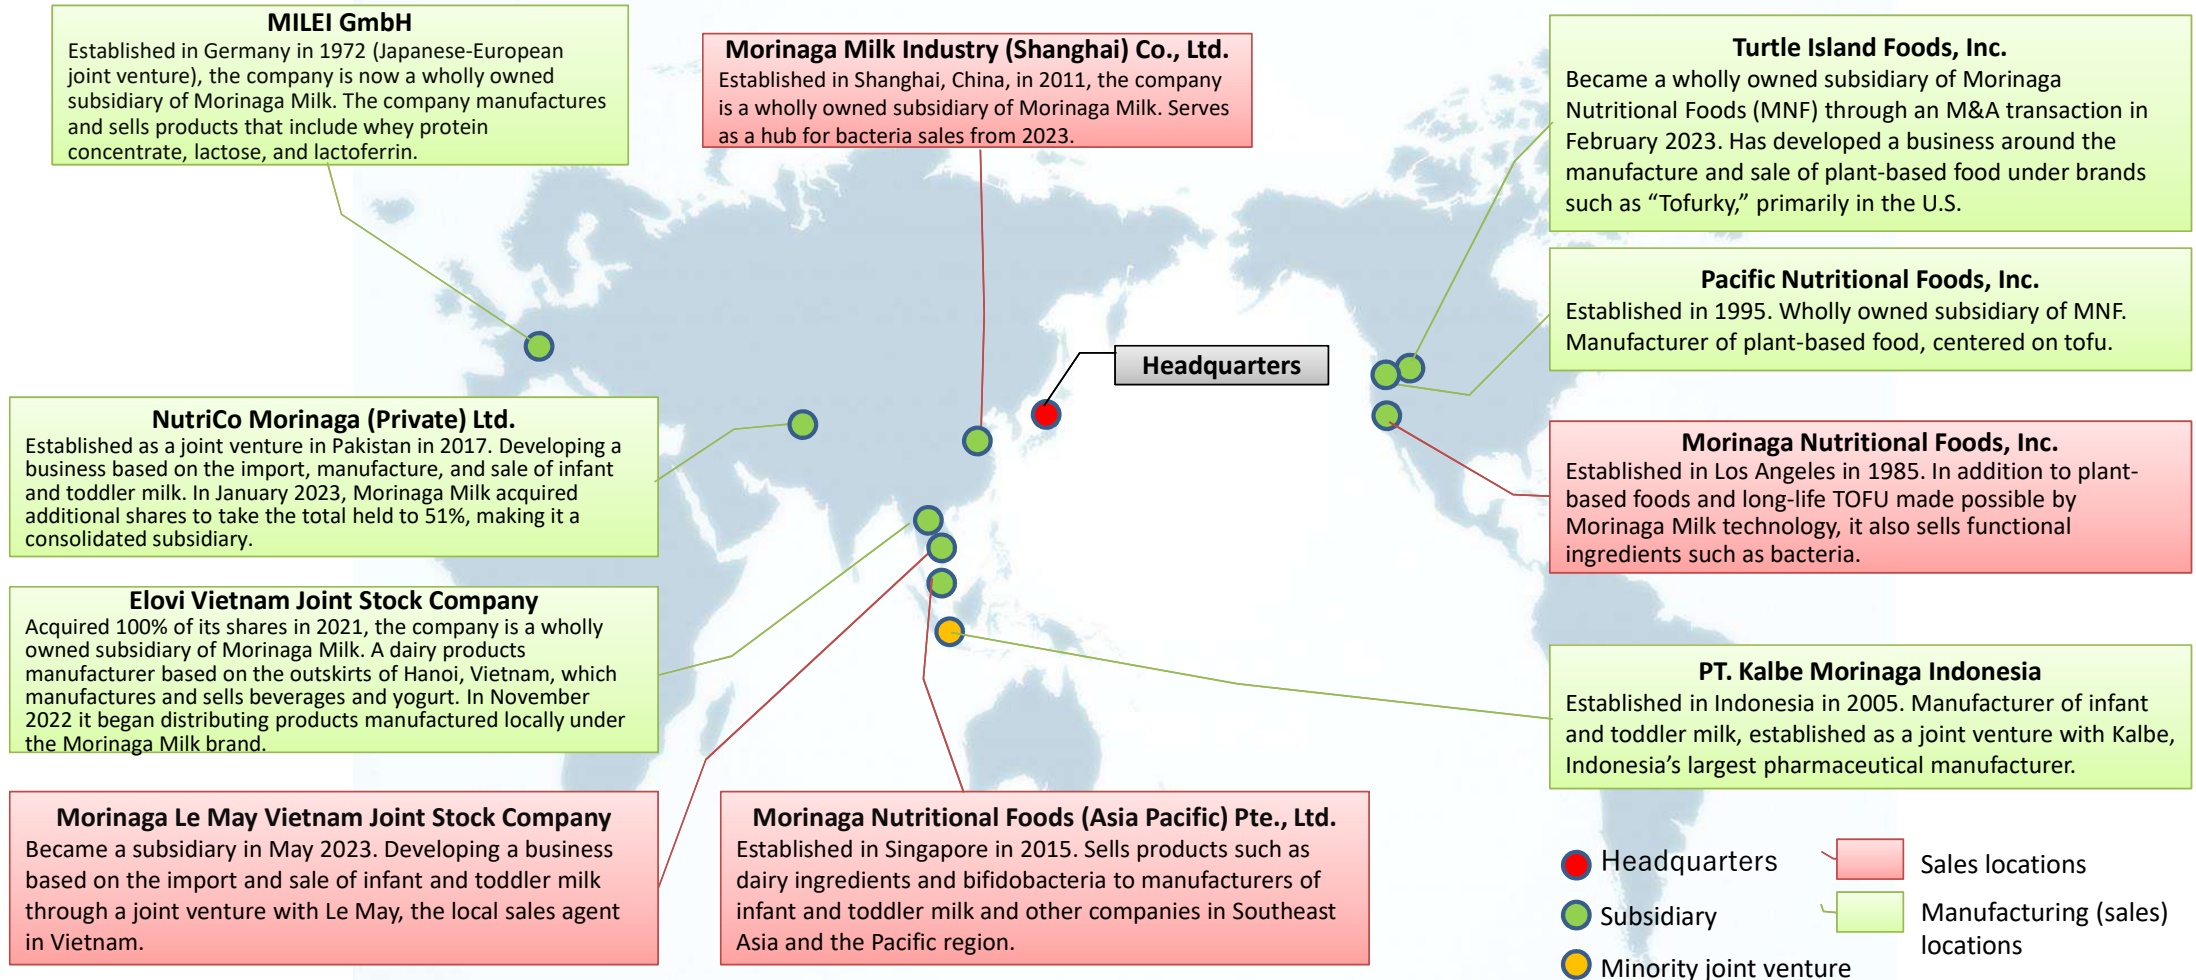 MILEI GmbH
Established in Germany in 1972 (Japanese-European
joint venture), the company is now a wholly owned
subsidiary of Morinaga Milk. The company manufactures
and sells products that include whey protein
concentrate, lactose, and lactoferrin.
Morinaga Milk Industry (Shanghai) Co., Ltd.
Established in Shanghai, China, in 2011, the company
is a wholly owned subsidiary of Morinaga Milk. Serves
as a hub for bacteria sales from 2023.
Turtle Island Foods, Inc.
Became a wholly owned subsidiary of Morinaga
Nutritional Foods (MNF) through an M&A transaction in
February 2023. Has developed a business around the
manufacture and sale of plant-based food under brands
such as “Tofurky,” primarily in the U.S.
Pacific Nutritional Foods, Inc.
Established in 1995. Wholly owned subsidiary of MNF.
Manufacturer of plant-based food, centered on tofu.
Headquarters
NutriCo Morinaga (Private) Ltd.
Established as a joint venture in Pakistan in 2017. Developing a
business based on the import, manufacture, and sale of infant
and toddler milk. In January 2023, Morinaga Milk acquired
additional shares to take the total held to 51%, making it a
consolidated subsidiary.
Morinaga Nutritional Foods, Inc.
Established in Los Angeles in 1985. In addition to plant-
based foods and long-life TOFU made possible by
Morinaga Milk technology, it also sells functional
ingredients such as bacteria.
Elovi Vietnam Joint Stock Company
Acquired 100% of its shares in 2021, the company is a wholly
owned subsidiary of Morinaga Milk. A dairy products
manufacturer based on the outskirts of Hanoi, Vietnam, which
manufactures and sells beverages and yogurt. In November
2022 it began distributing products manufactured locally under
the Morinaga Milk brand.
PT. Kalbe Morinaga Indonesia
Established in Indonesia in 2005. Manufacturer of infant
and toddler milk, established as a joint venture with Kalbe,
Indonesia’s largest pharmaceutical manufacturer.
Morinaga Le May Vietnam Joint Stock Company
Became a subsidiary in May 2023. Developing a business
based on the import and sale of infant and toddler milk
through a joint venture with Le May, the local sales agent
in Vietnam.
Morinaga Nutritional Foods (Asia Pacific) Pte., Ltd.
Established in Singapore in 2015. Sells products such as
dairy ingredients and bifidobacteria to manufacturers of
infant and toddler milk and other companies in Southeast
Asia and the Pacific region.
Headquarters
Subsidiary
Minority joint venture
Sales locations
Manufacturing (sales)
locations